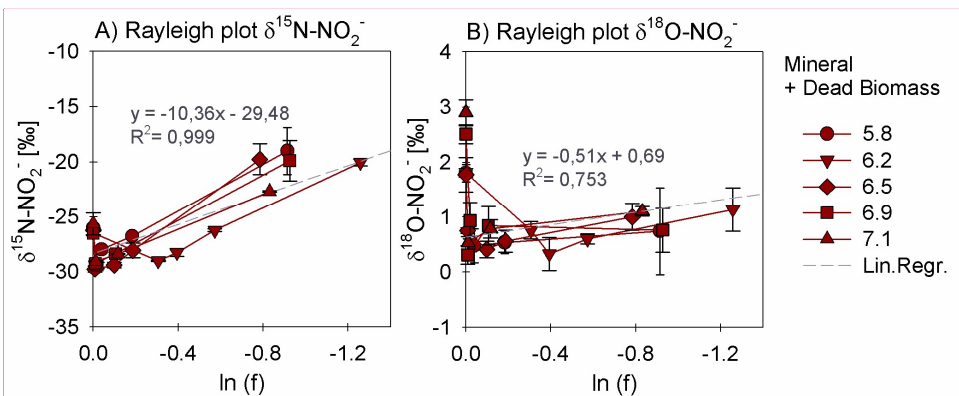 A) Rayleigh plot δ¹⁵N-NO₂⁻
-10
-15
-20
-25
-30
-35
δ¹⁵N-NO₂⁻ [‰]
y = -10,36x - 29,48
R²= 0,999
0.0
-0.4
-0.8
-1.2
ln (f)
B) Rayleigh plot δ¹⁸O-NO₂⁻
4
3
2
1
0
-1
δ¹⁸O-NO₂⁻ [‰]
y = -0,51x + 0,69
R²= 0,753
0.0
-0.4
-0.8
-1.2
ln (f)
Mineral
+ Dead Biomass
5.8
6.2
6.5
6.9
7.1
Lin.Regr.